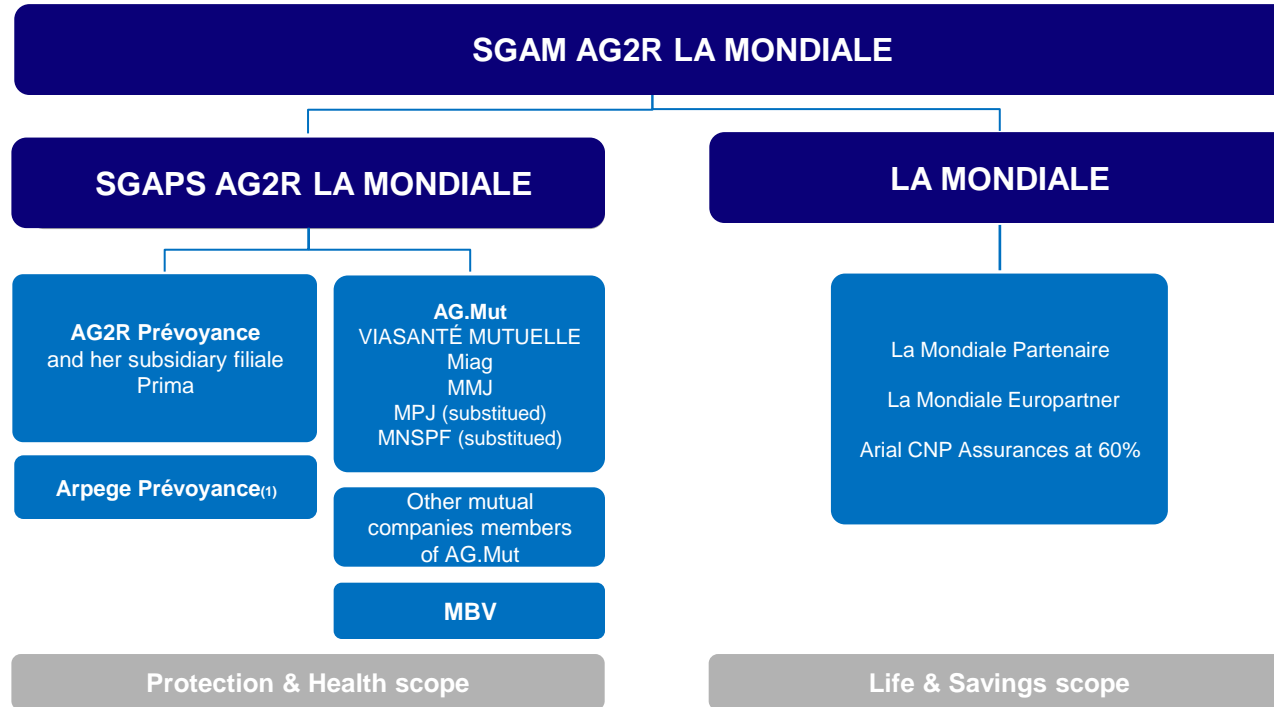 SGAM AG2R LA MONDIALE
SGAPS AG2R LA MONDIALE
LA MONDIALE
AG2R Prévoyance
and her subsidiary filiale
Prima
Arpege Prévoyance(1)
AG.Mut
VIASANTÉ MUTUELLE
Miag
MMJ
MPJ (substitued)
MNSPF (substitued)
Other mutual
companies members
of AG.Mut
MBV
La Mondiale Partenaire
La Mondiale Europartner
Arial CNP Assurances at 60%
Protection & Health scope
Life & Savings scope